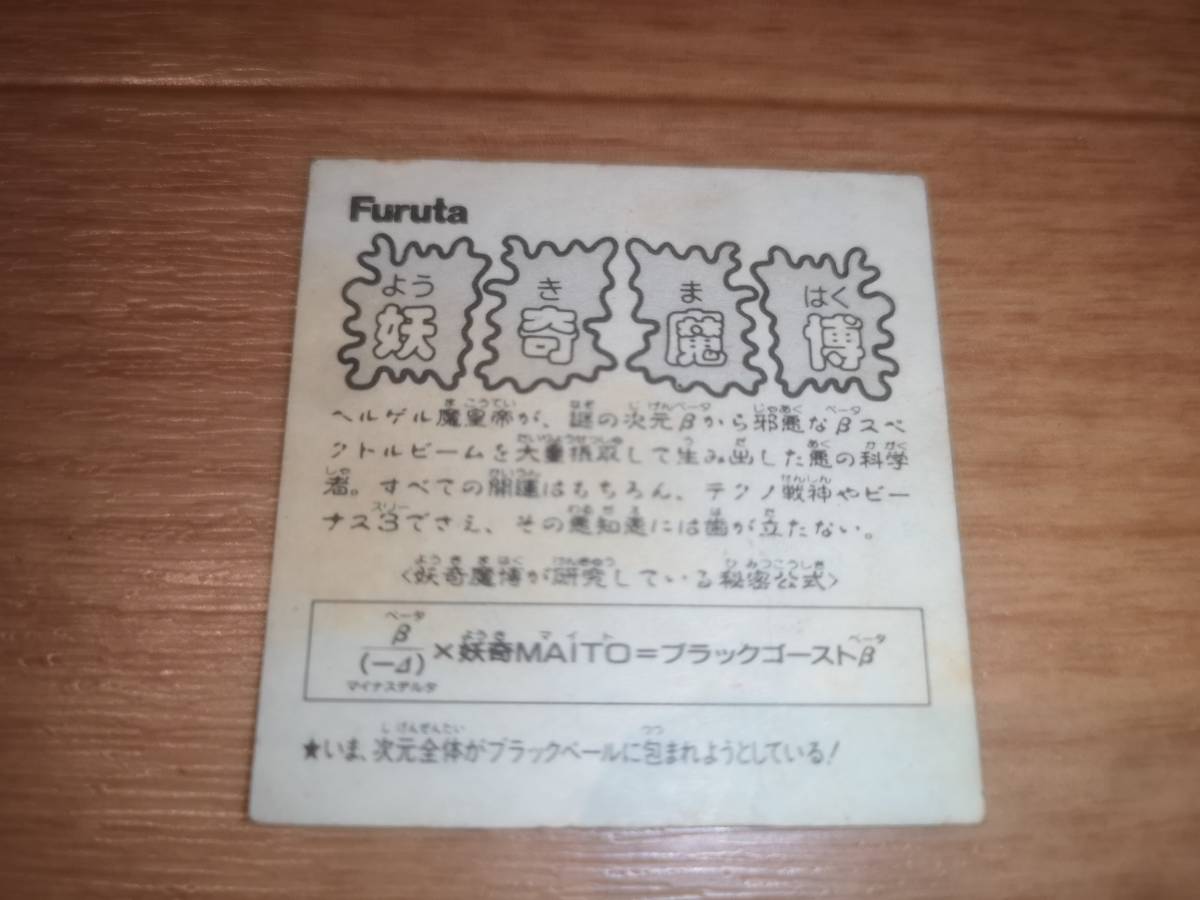 Furuta
よう き ま はく
妖奇魔博
ヘルゲル魔皇帝が、謎の次元βから邪悪なβスペ
クトルビームを大量摂取して生み出した悪の科学
者。すべての開運はもちろん、テクノ戦神やビー
ナス3でさえ、その悪知恵には歯が立たない。
〈妖奇魔博が研究している秘密公式〉
β/(−Δ)×妖奇MAITO=ブラックゴーストβ
マイナスデルタ
★いま、次元全体がブラックベールに包まれようとしている!